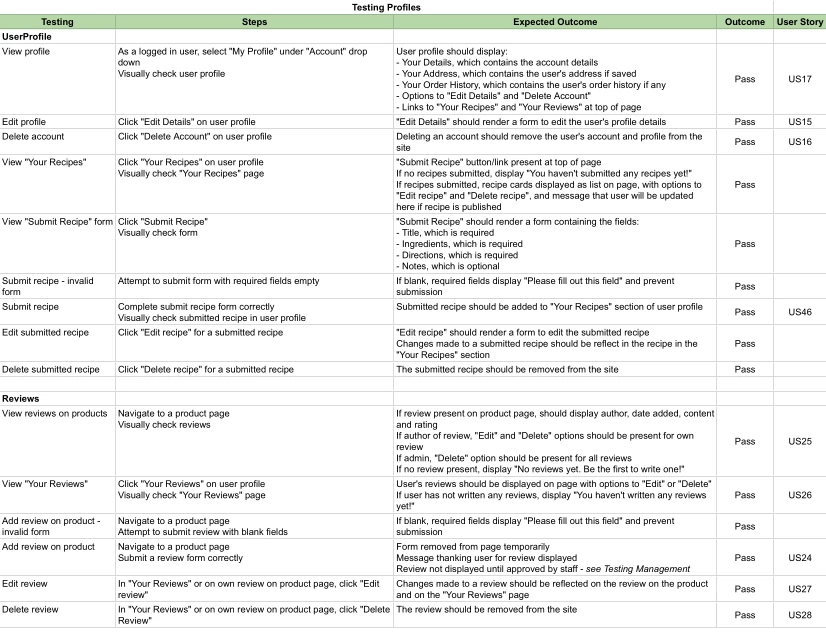 Testing Profiles
Testing Steps Expected Outcome Outcome User Story
UserProfile
View profile
As a logged in user, select "My Profile" under "Account" drop
down
Visually check user profile
User profile should display:
- Your Details, which contains the account details
- Your Address, which contains the user's address if saved
- Your Order History, which contains the user's order history if any
- Options to "Edit Details" and "Delete Account"
- Links to "Your Recipes" and "Your Reviews" at top of page
Pass
US17
Edit profile
Click "Edit Details" on user profile
"Edit Details" should render a form to edit the user's profile details
Pass
US15
Delete account
Click "Delete Account" on user profile
Deleting an account should remove the user's account and profile from the
site
Pass
US16
View "Your Recipes"
Click "Your Recipes" on user profile
Visually check "Your Recipes" page
"Submit Recipe" button/link present at top of page
If no recipes submitted, display "You haven't submitted any recipes yet!"
If recipes submitted, recipe cards displayed as list on page, with options to
"Edit recipe" and "Delete recipe", and message that user will be updated
here if recipe is published
Pass
View "Submit Recipe" form
Click "Submit Recipe"
Visually check form
"Submit Recipe" should render a form containing the fields:
- Title, which is required
- Ingredients, which is required
- Directions, which is required
- Notes, which is optional
Pass
Submit recipe - invalid
form
Attempt to submit form with required fields empty
If blank, required fields display "Please fill out this field" and prevent
submission
Pass
Submit recipe
Complete submit recipe form correctly
Visually check submitted recipe in user profile
Submitted recipe should be added to "Your Recipes" section of user profile
Pass
US46
Edit submitted recipe
Click "Edit recipe" for a submitted recipe
"Edit recipe" should render a form to edit the submitted recipe
Changes made to a submitted recipe should be reflect in the recipe in the
"Your Recipes" section
Pass
Delete submitted recipe
Click "Delete recipe" for a submitted recipe
The submitted recipe should be removed from the site
Pass
Reviews
View reviews on products
Navigate to a product page
Visually check reviews
If review present on product page, should display author, date added, content
and rating
If author of review, "Edit" and "Delete" options should be present for own
review
If admin, "Delete" option should be present for all reviews
If no review present, display "No reviews yet. Be the first to write one!"
Pass
US25
View "Your Reviews"
Click "Your Reviews" on user profile
Visually check "Your Reviews" page
User's reviews should be displayed on page with options to "Edit" or "Delete"
If user has not written any reviews, display "You haven't written any reviews
yet!"
Pass
US26
Add review on product -
invalid form
Navigate to a product page
Attempt to submit review with blank fields
If blank, required fields display "Please fill out this field" and prevent
submission
Pass
Add review on product
Navigate to a product page
Submit a review form correctly
Form removed from page temporarily
Message thanking user for review displayed
Review not displayed until approved by staff - see Testing Management
Pass
US24
Edit review
In "Your Reviews" or on own review on product page, click "Edit
review"
Changes made to a review should be reflected on the review on the product
and on the "Your Reviews" page
Pass
US27
Delete review
In "Your Reviews" or on own review on product page, click "Delete
Review"
The review should be removed from the site
Pass
US28